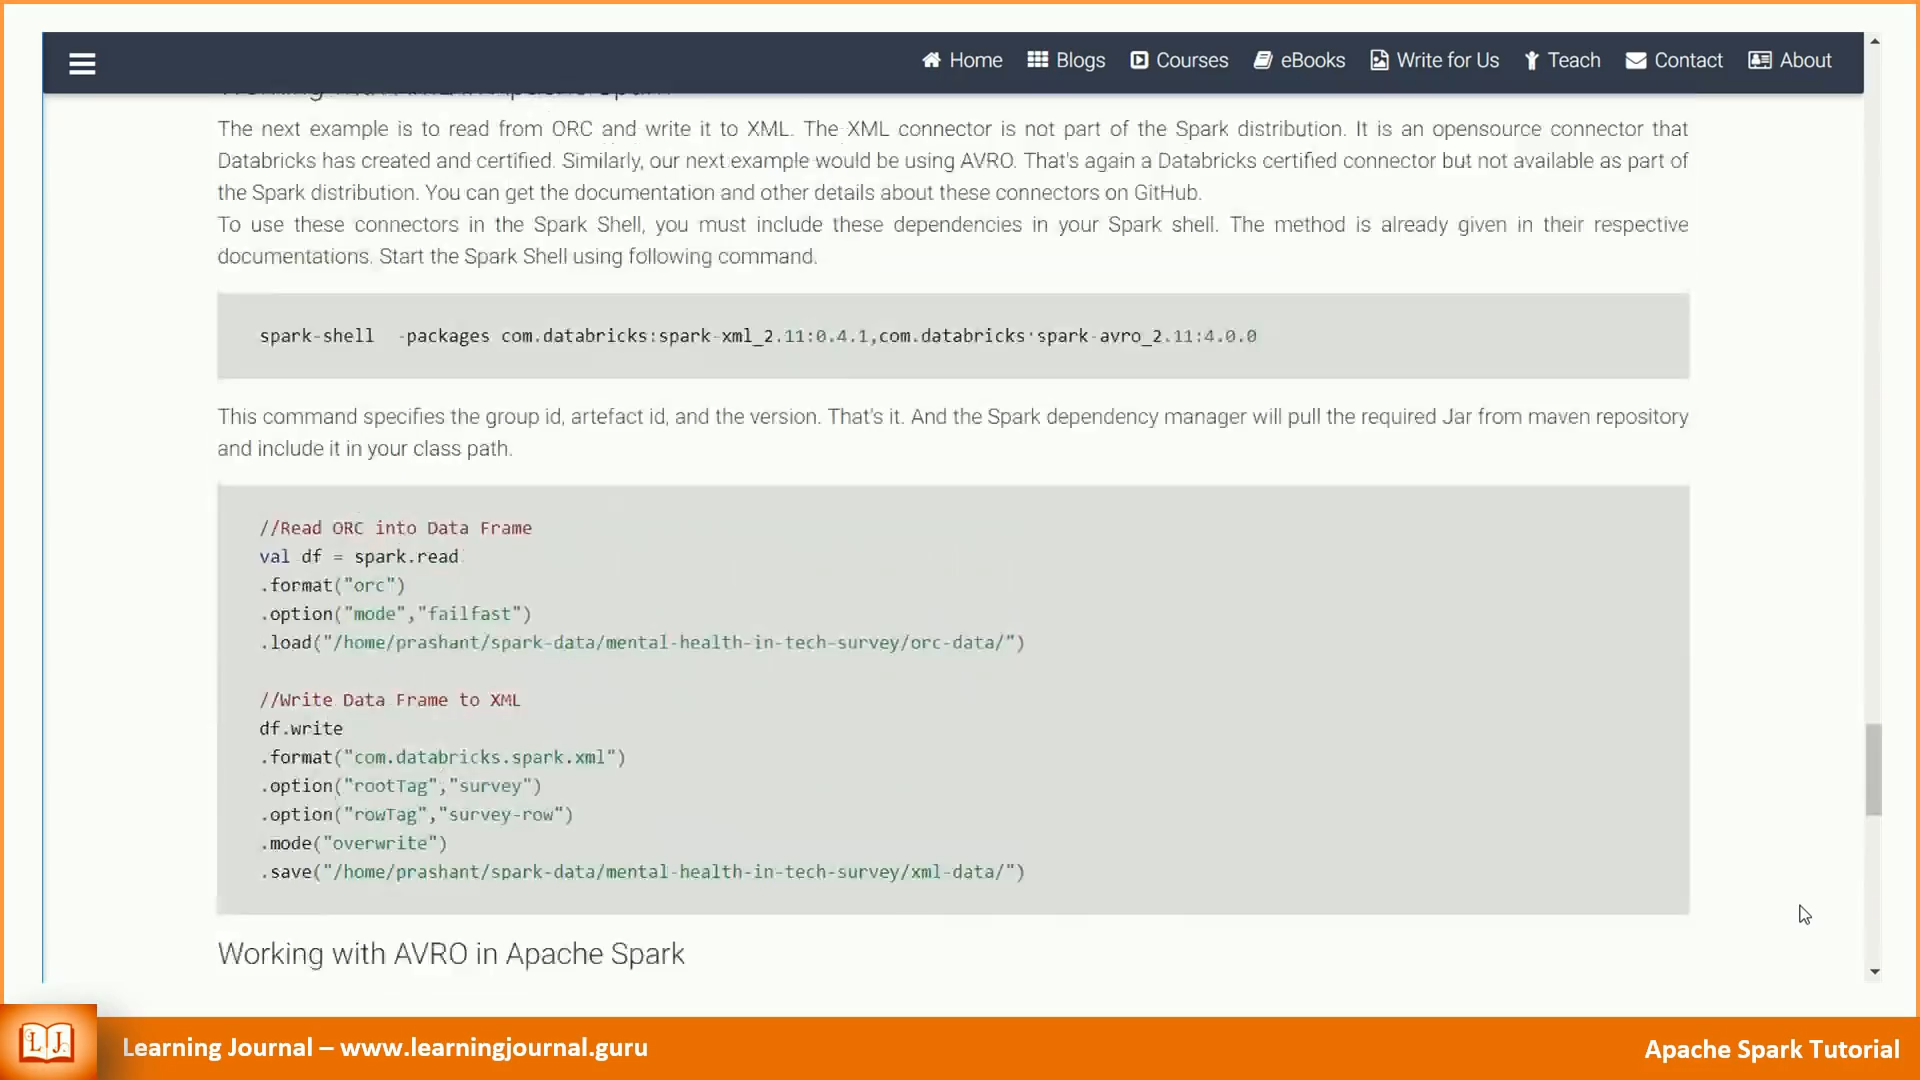 Home Blogs Courses eBooks Write for Us Teach Contact About
The next example is to read from ORC and write it to XML. The XML connector is not part of the Spark distribution. It is an opensource connector that
Databricks has created and certified. Similarly, our next example would be using AVRO. That's again a Databricks certified connector but not available as part of
the Spark distribution. You can get the documentation and other details about these connectors on GitHub.
To use these connectors in the Spark Shell, you must include these dependencies in your Spark shell. The method is already given in their respective
documentations. Start the Spark Shell using following command.
spark-shell -packages com.databricks:spark-xml_2.11:0.4.1,com.databricks:spark-avro_2.11:4.0.0
This command specifies the group id, artefact id, and the version. That's it. And the Spark dependency manager will pull the required Jar from maven repository
and include it in your class path.
//Read ORC into Data Frame
val df = spark.read
.format("orc")
.option("mode","failfast")
.load("/home/prashant/spark-data/mental-health-in-tech-survey/orc-data/")
//Write Data Frame to XML
df.write
.format("com.databricks.spark.xml")
.option("rootTag","survey")
.option("rowTag","survey-row")
.mode("overwrite")
.save("/home/prashant/spark-data/mental-health-in-tech-survey/xml-data/")
Working with AVRO in Apache Spark
LJ
Learning Journal – www.learningjournal.guru
Apache Spark Tutorial